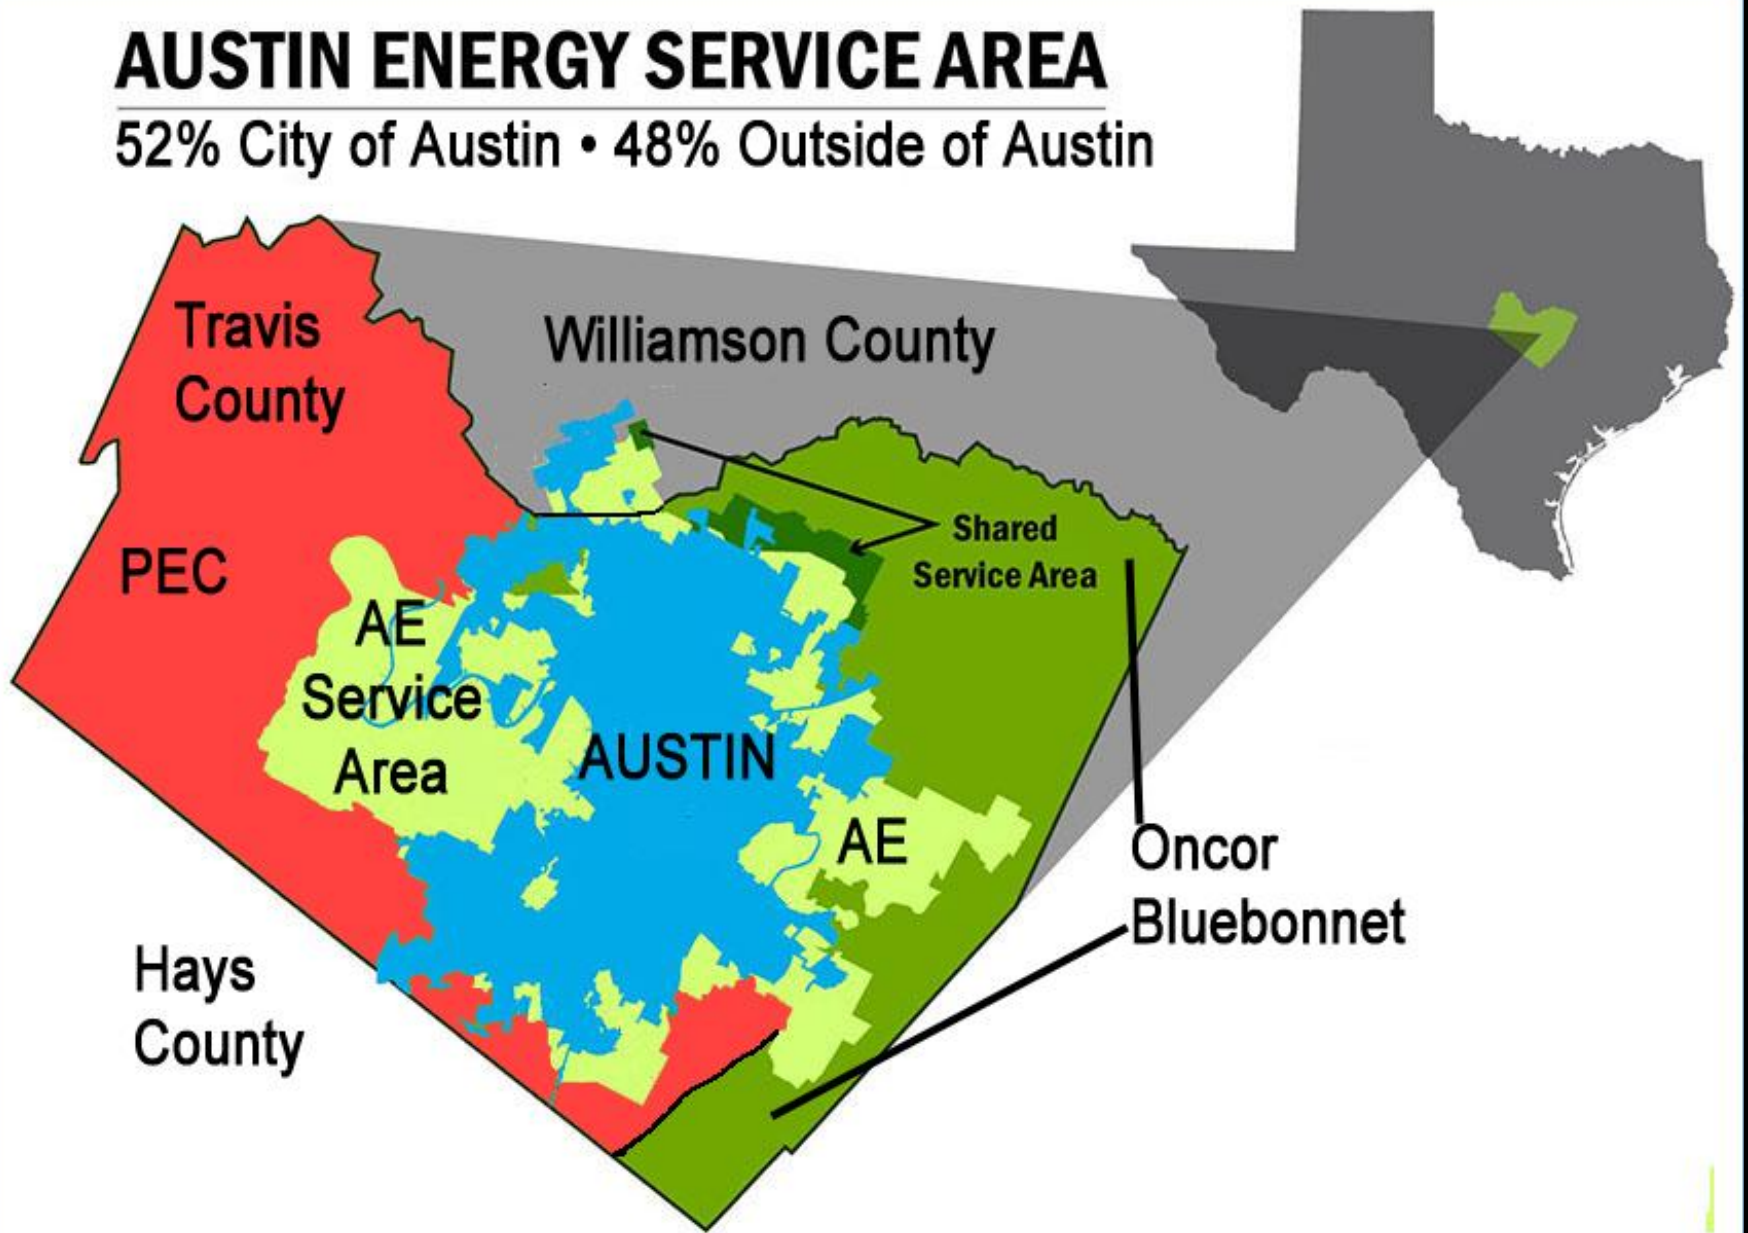 AUSTIN ENERGY SERVICE AREA
52% City of Austin • 48% Outside of Austin
Travis
County
Williamson County
PEC
Shared
Service Area
AE
Service
Area
AUSTIN
AE
Oncor
Bluebonnet
Hays
County